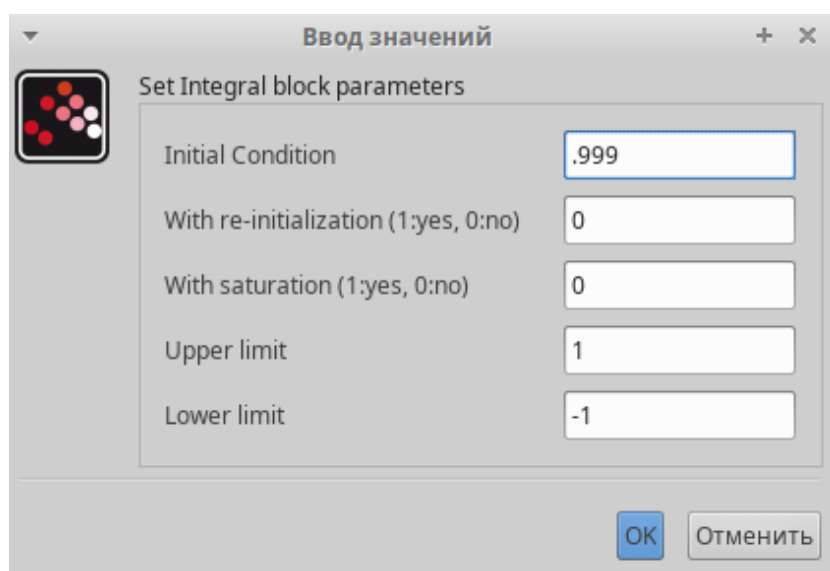 Ввод значений
Set Integral block parameters
Initial Condition .999
With re-initialization (1:yes, 0:no) 0
With saturation (1:yes, 0:no) 0
Upper limit 1
Lower limit -1
OK Отменить